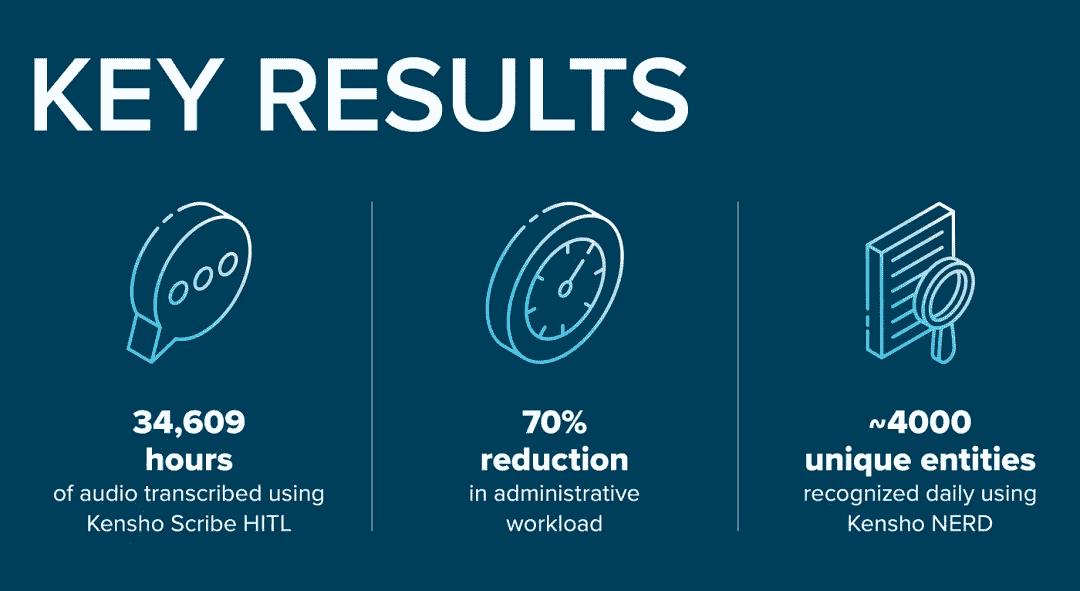 KEY RESULTS
34,609
hours
of audio transcribed using
Kensho Scribe HITL
70%
reduction
in administrative
workload
~4000
unique entities
recognized daily using
Kensho NERD